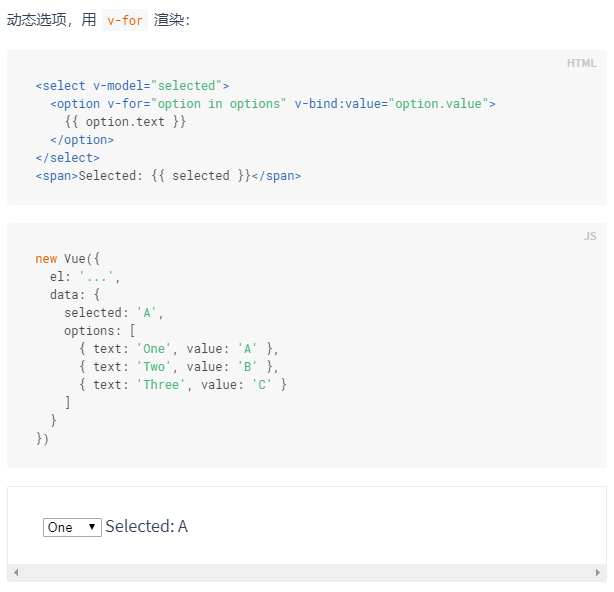 动态选项，用 v-for 渲染：
HTML
<select v-model="selected">
  <option v-for="option in options" v-bind:value="option.value">
    {{ option.text }}
  </option>
</select>
<span>Selected: {{ selected }}</span>
JS
new Vue({
  el: '...',
  data: {
    selected: 'A',
    options: [
      { text: 'One', value: 'A' },
      { text: 'Two', value: 'B' },
      { text: 'Three', value: 'C' }
    ]
  }
})
One Selected: A